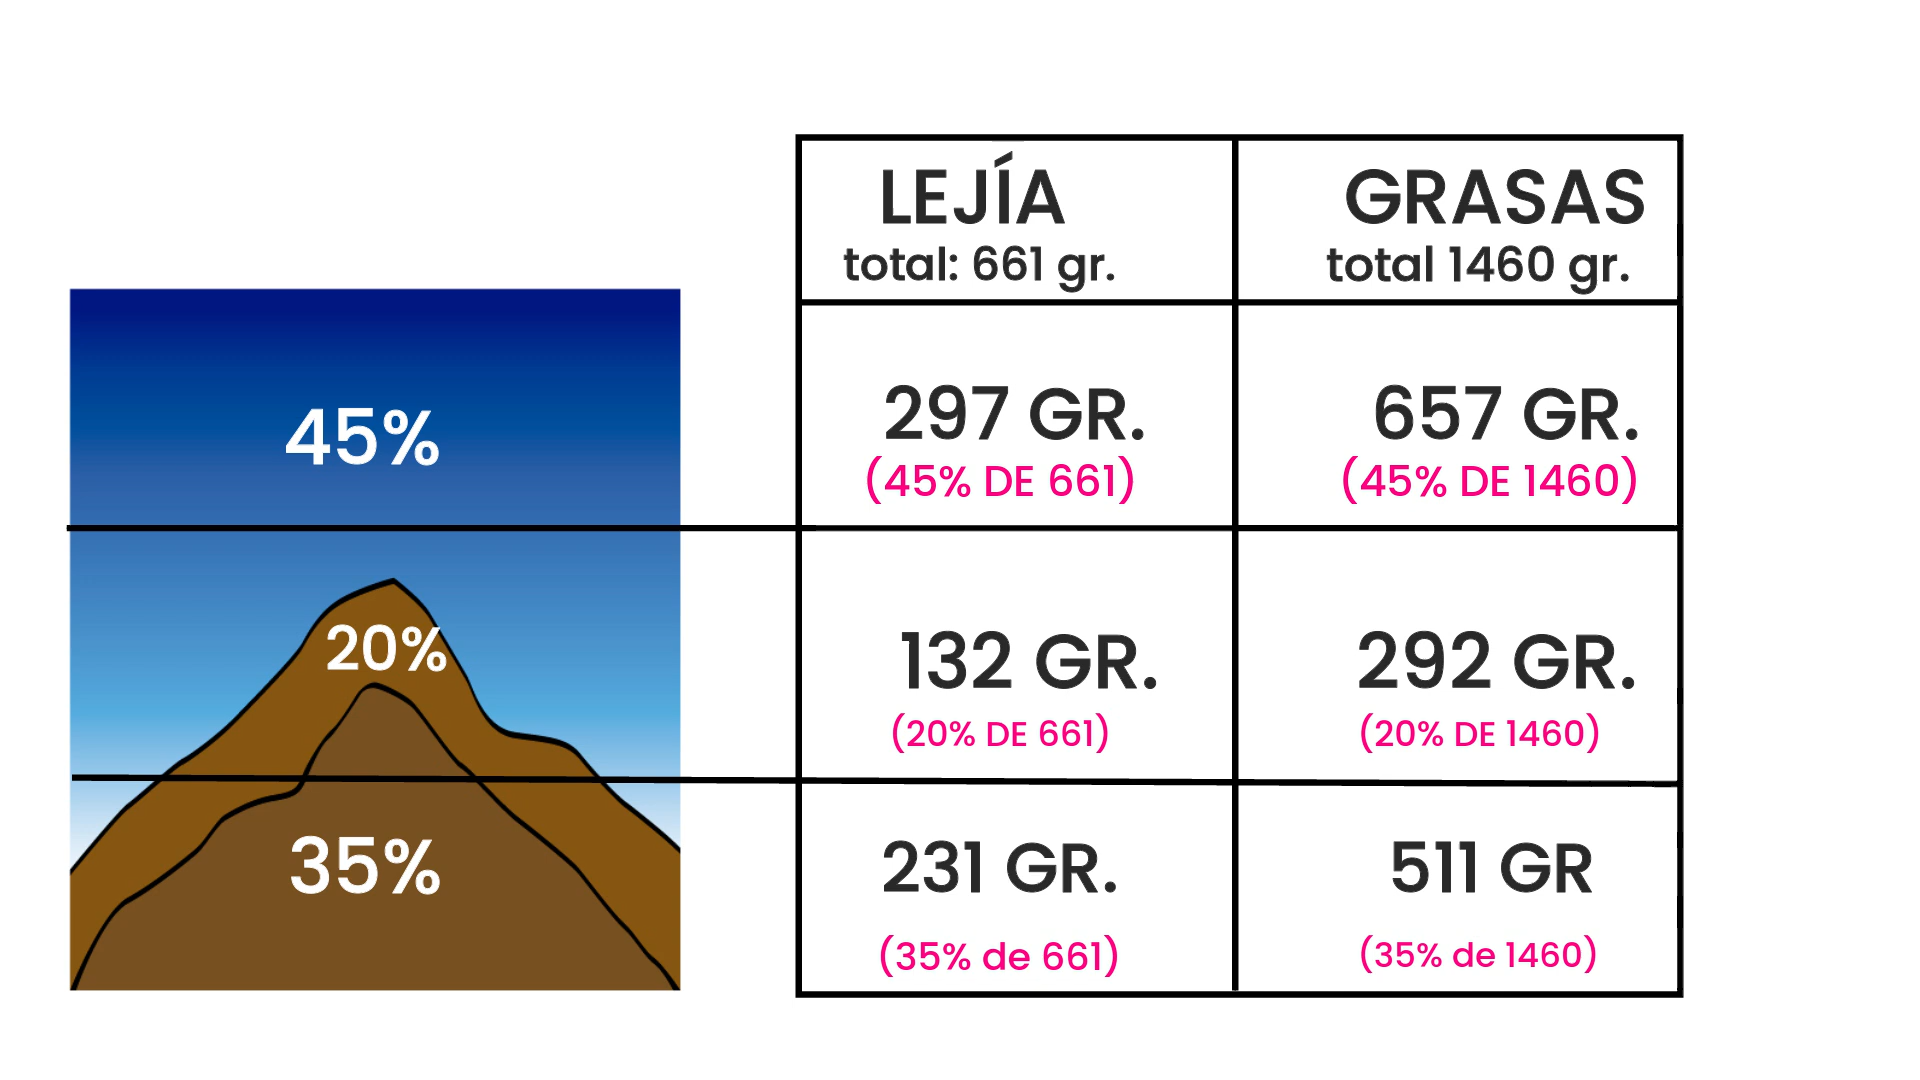 LEJÍA
total: 661 gr.
GRASAS
total 1460 gr.
45%
297 GR.
(45% DE 661)
657 GR.
(45% DE 1460)
20%
132 GR.
(20% DE 661)
292 GR.
(20% DE 1460)
35%
231 GR.
(35% de 661)
511 GR
(35% de 1460)